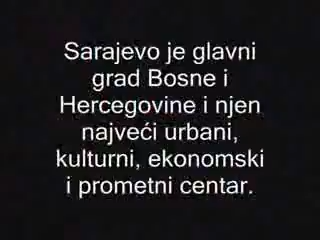 Sarajevo je glavni
grad Bosne i
Hercegovine i njen
najveći urbani,
kulturni, ekonomski
i prometni centar.